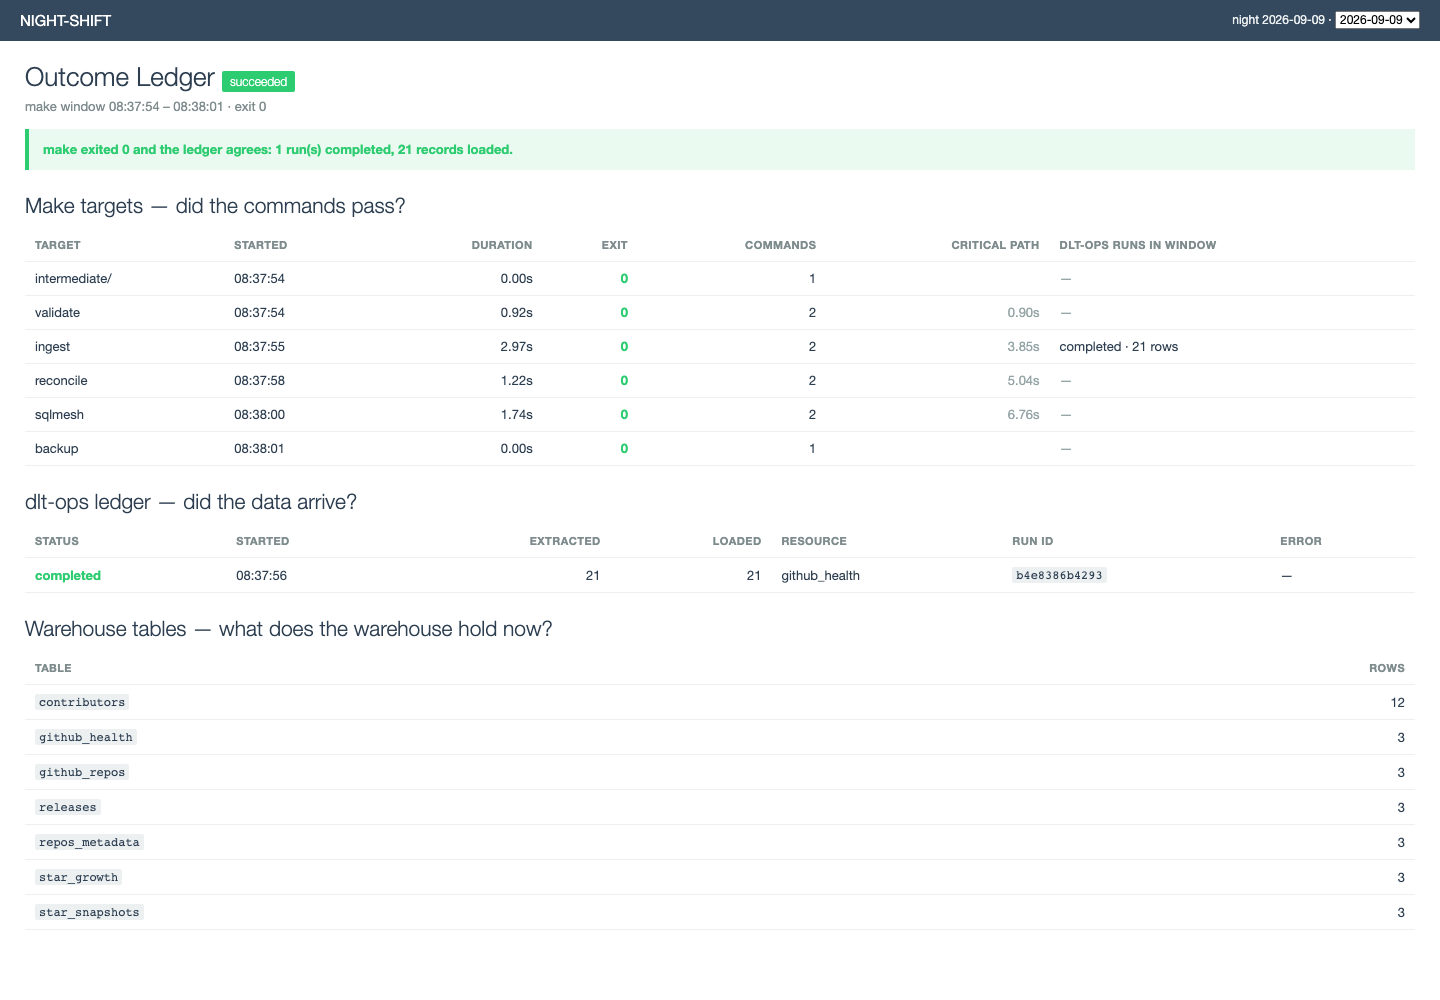 NIGHT-SHIFT
night 2026-09-09 · 2026-09-09
Outcome Ledger succeeded
make window 08:37:54 – 08:38:01 · exit 0
make exited 0 and the ledger agrees: 1 run(s) completed, 21 records loaded.
Make targets — did the commands pass?
TARGET STARTED DURATION EXIT COMMANDS CRITICAL PATH DLT-OPS RUNS IN WINDOW
intermediate/ 08:37:54 0.00s 0 1 —
validate 08:37:54 0.92s 0 2 0.90s —
ingest 08:37:55 2.97s 0 2 3.85s completed · 21 rows
reconcile 08:37:58 1.22s 0 2 5.04s —
sqlmesh 08:38:00 1.74s 0 2 6.76s —
backup 08:38:01 0.00s 0 1 —
dlt-ops ledger — did the data arrive?
STATUS STARTED EXTRACTED LOADED RESOURCE RUN ID ERROR
completed 08:37:56 21 21 github_health b4e8386b4293 —
Warehouse tables — what does the warehouse hold now?
TABLE ROWS
contributors 12
github_health 3
github_repos 3
releases 3
repos_metadata 3
star_growth 3
star_snapshots 3